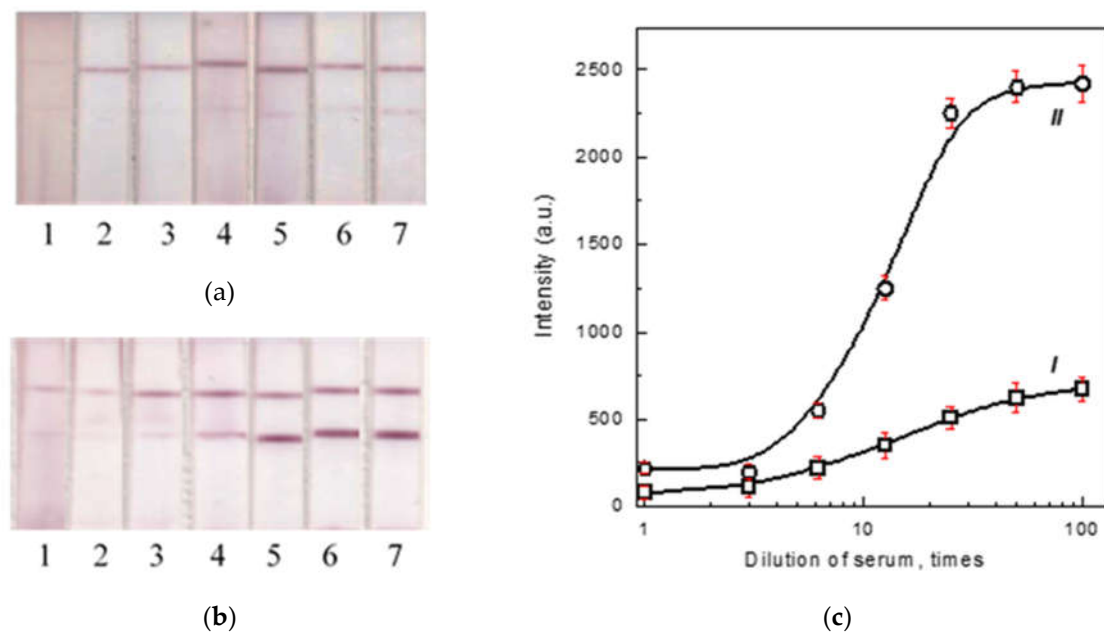 1 2 3 4 5 6 7
(a)
1 2 3 4 5 6 7
(b)
2500
2000
1500
1000
500
0
Intensity (a.u.)
II
I
1 10 100
Dilution of serum, times
(c)